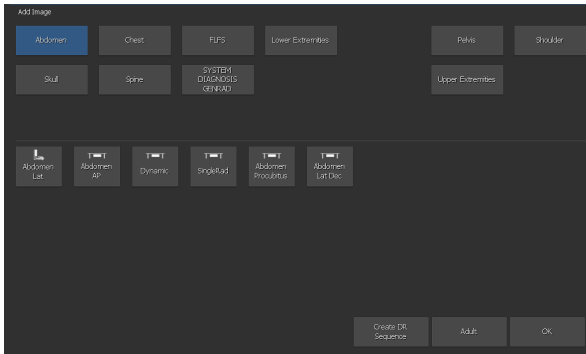 Add Image
Abdomen
Chest
FLFS
Lower Extremities
Pelvis
Shoulder
Skull
Spine
SYSTEM
DIAGNOSIS
GENRAD
Upper Extremities
Abdomen
Lat
Abdomen
AP
Dynamic
SingleRad
Abdomen
Procubitus
Abdomen
Lat Dec
Create DR
Sequence
Adult
OK